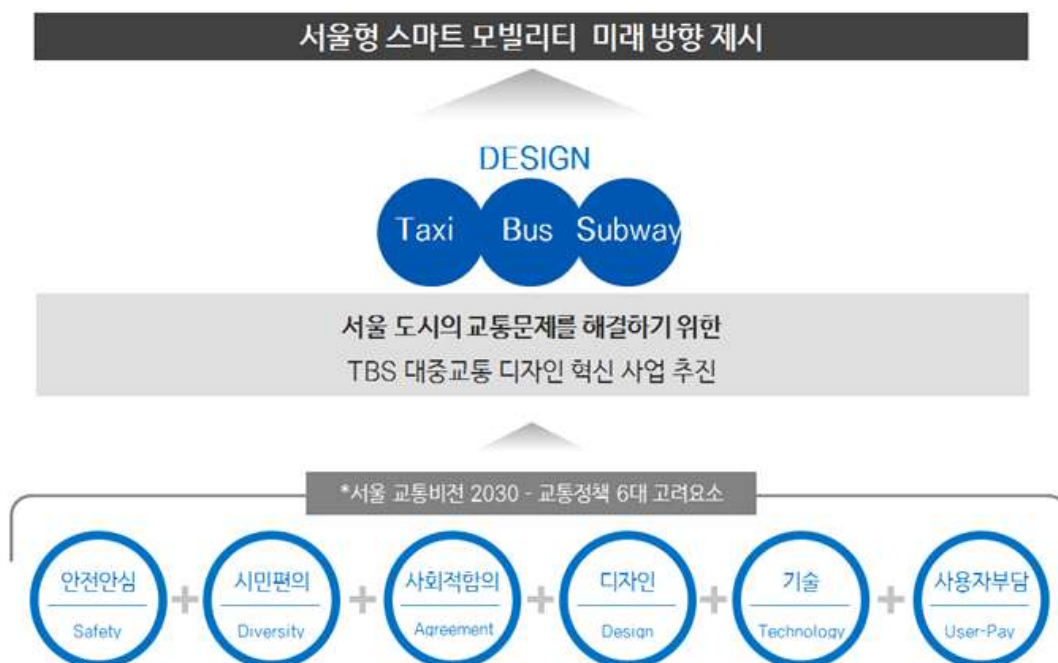 서울형 스마트 모빌리티 미래 방향 제시
DESIGN
Taxi Bus Subway
서울 도시의 교통문제를 해결하기 위한
TBS 대중교통 디자인 혁신 사업 추진
*서울 교통비전 2030 - 교통정책 6대 고려요소
안전안심 + 시민편의 + 사회적합의 + 디자인 + 기술 + 사용자부담
Safety Diversity Agreement Design Technology User-Pay